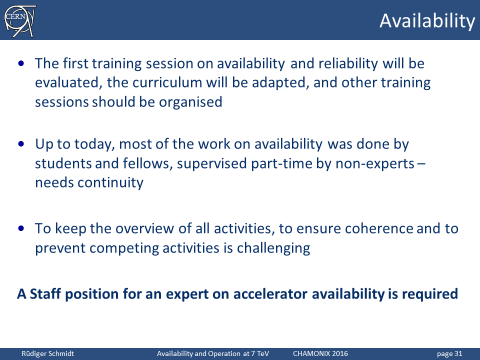 CERN
Availability
• The first training session on availability and reliability will be
evaluated, the curriculum will be adapted, and other training
sessions should be organised
• Up to today, most of the work on availability was done by
students and fellows, supervised part-time by non-experts –
needs continuity
• To keep the overview of all activities, to ensure coherence and to
prevent competing activities is challenging
A Staff position for an expert on accelerator availability is required
Rüdiger Schmidt Availability and Operation at 7 TeV CHAMONIX 2016 page 31